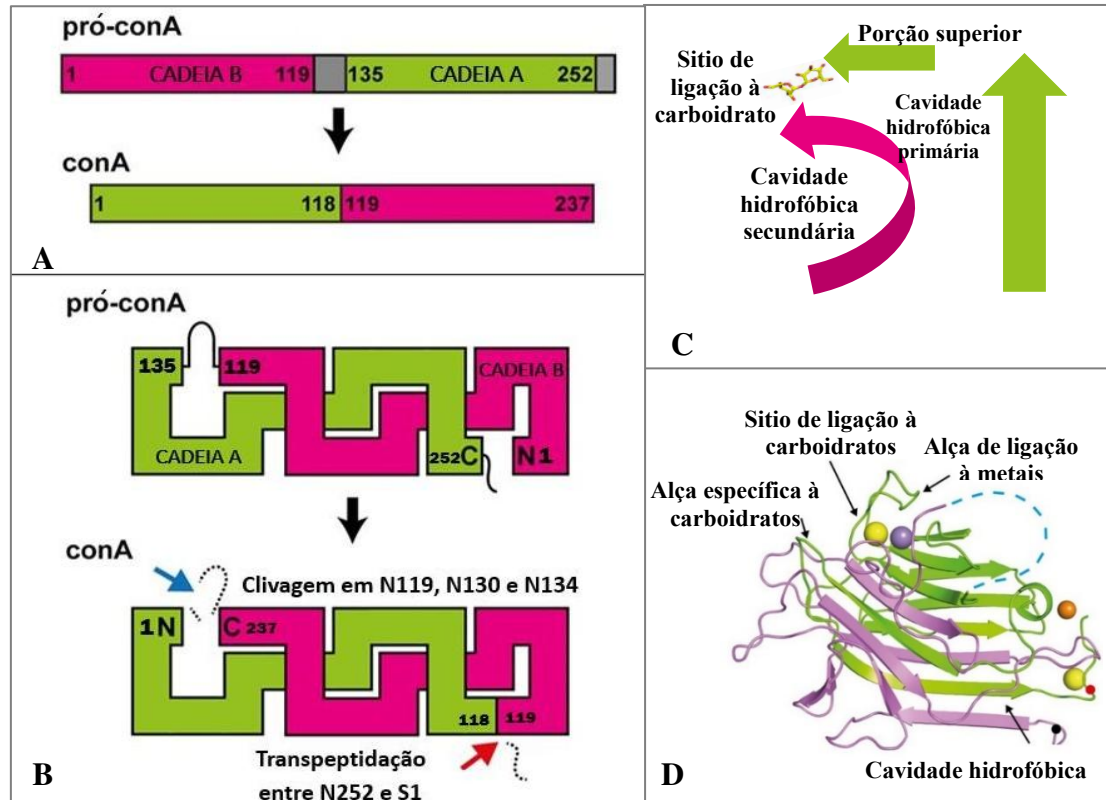 pró-conA
1 CADEIA B 119 135 CADEIA A 252
conA
1 118 119 237
A
pró-conA
135 119 CADEIA B
CADEIA A 252C N1
conA
Clivagem em N119, N130 e N134
1N C 237
118 119
Transpeptidação
entre N252 e S1
B
Porção superior
Sitio de
ligação à
carboidrato
Cavidade
hidrofóbica
primária
Cavidade
hidrofóbica
secundária
C
Sitio de ligação à
carboidratos
Alça de ligação
à metais
Alça específica à
carboidratos
Cavidade hidrofóbica
D